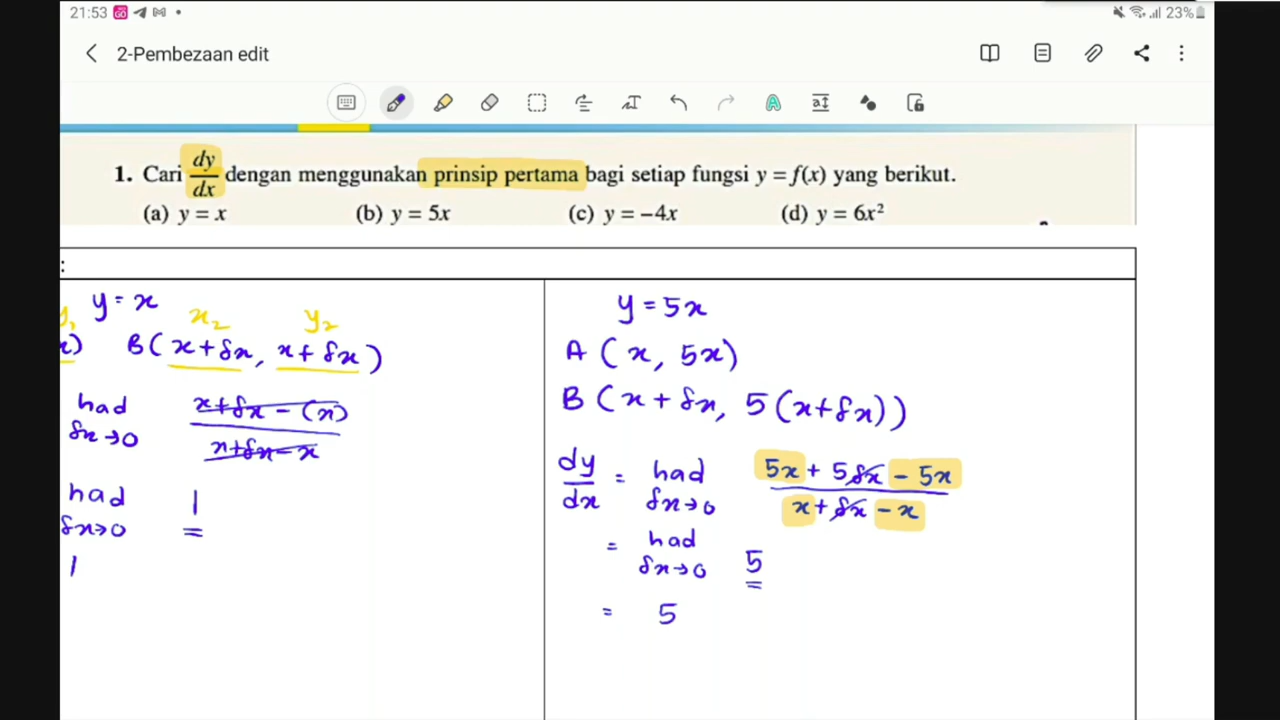 21:53 23%
2-Pembezaan edit
1. Cari dy/dx dengan menggunakan prinsip pertama bagi setiap fungsi y = f(x) yang berikut.
(a) y = x (b) y = 5x (c) y = −4x (d) y = 6x²
:
y = x
x₂ y₂
x) B(x+δx, x+δx)
had δx→0 (x+δx−(x))/(x+δx−x)
had δx→0 1
1
y = 5x
A (x, 5x)
B (x+δx, 5(x+δx))
dy/dx = had δx→0 (5x + 5δx − 5x)/(x + δx − x)
= had δx→0 5
= 5